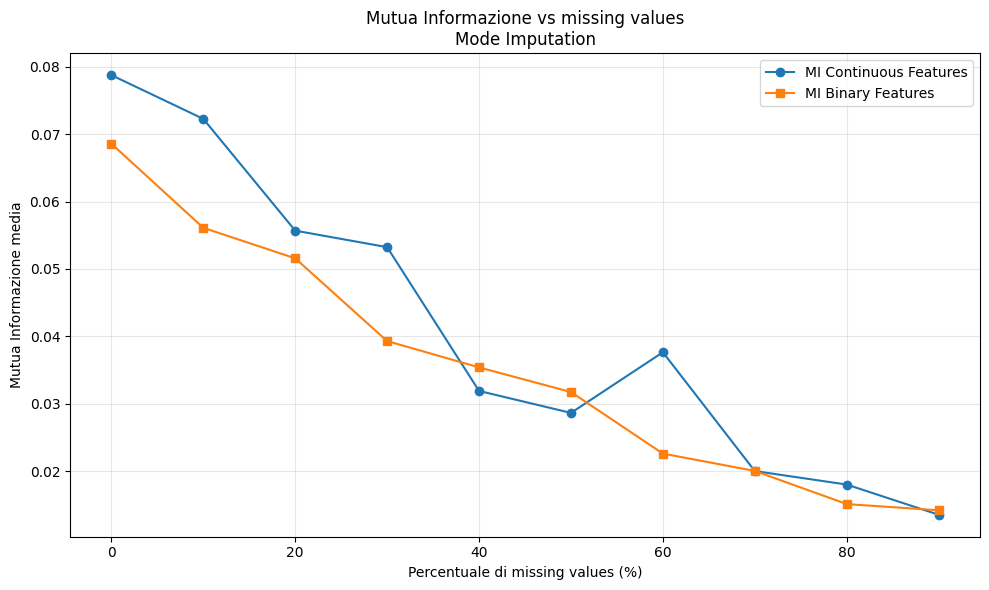 Mutua Informazione vs missing values
Mode Imputation
MI Continuous Features
MI Binary Features
Mutua Informazione media
0.08
0.07
0.06
0.05
0.04
0.03
0.02
0
20
40
60
80
Percentuale di missing values (%)